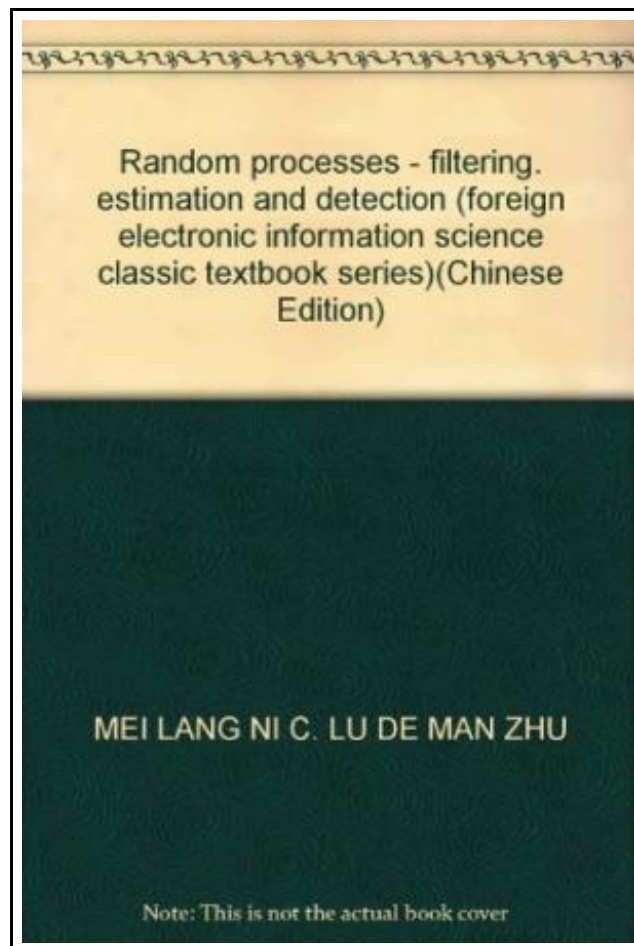 Random processes - filtering.
estimation and detection (foreign
electronic information science
classic textbook series)(Chinese
Edition)
MEI LANG NI C. LU DE MAN ZHU
Note: This is not the actual book cover